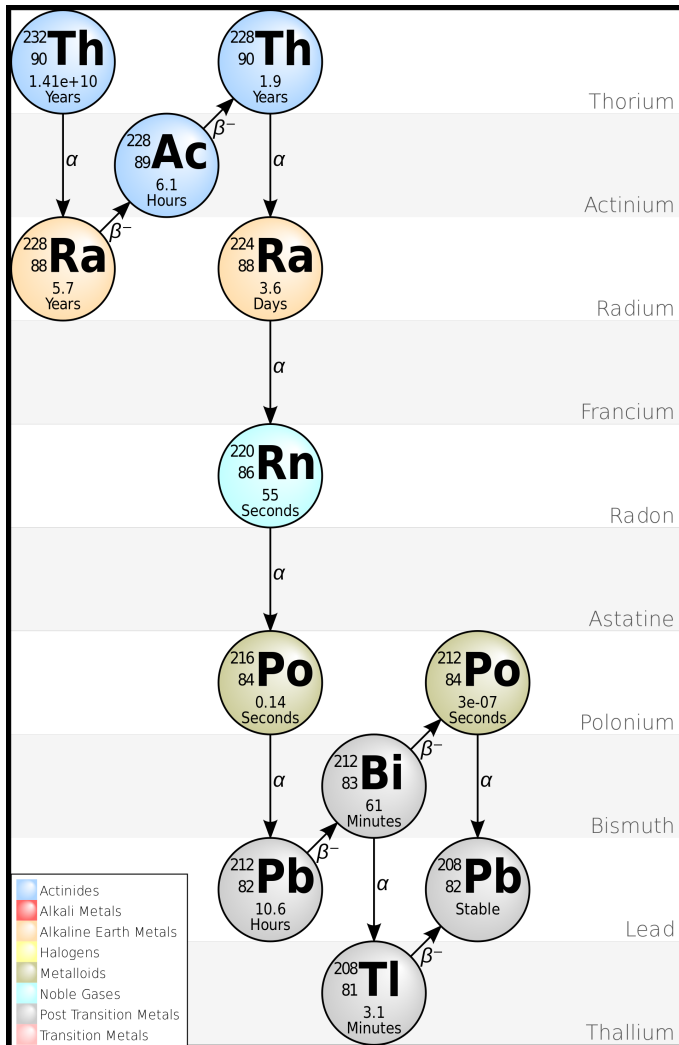 232
90 Th
1.41e+10
Years
228
90 Th
1.9
Years
Thorium
α
β⁻
α
228
89 Ac
6.1
Hours
Actinium
β⁻
228
88 Ra
5.7
Years
224
88 Ra
3.6
Days
Radium
α
Francium
220
86 Rn
55
Seconds
Radon
α
Astatine
216
84 Po
0.14
Seconds
212
84 Po
3e-07
Seconds
Polonium
α
β⁻
α
212
83 Bi
61
Minutes
Bismuth
β⁻
212
82 Pb
10.6
Hours
α
208
82 Pb
Stable
Lead
β⁻
208
81 Tl
3.1
Minutes
Thallium
Actinides
Alkali Metals
Alkaline Earth Metals
Halogens
Metalloids
Noble Gases
Post Transition Metals
Transition Metals